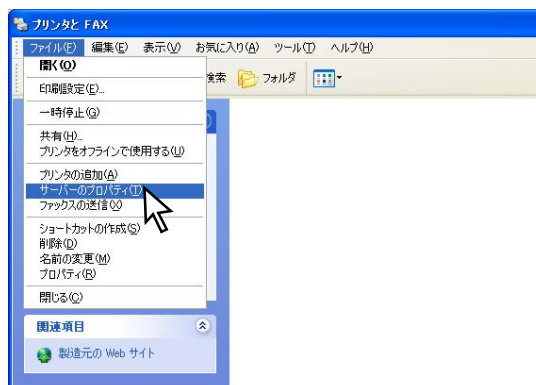 プリンタと FAX
ファイル(F) 編集(E) 表示(V) お気に入り(A) ツール(T) ヘルプ(H)
開く(O)
検索 フォルダ
印刷設定(E)...
一時停止(G)
共有(H)...
プリンタをオフラインで使用する(U)
プリンタの追加(A)
サーバーのプロパティ(T)
ファックスの送信(X)
ショートカットの作成(S)
削除(D)
名前の変更(M)
プロパティ(R)
閉じる(C)
関連項目
製造元の Web サイト